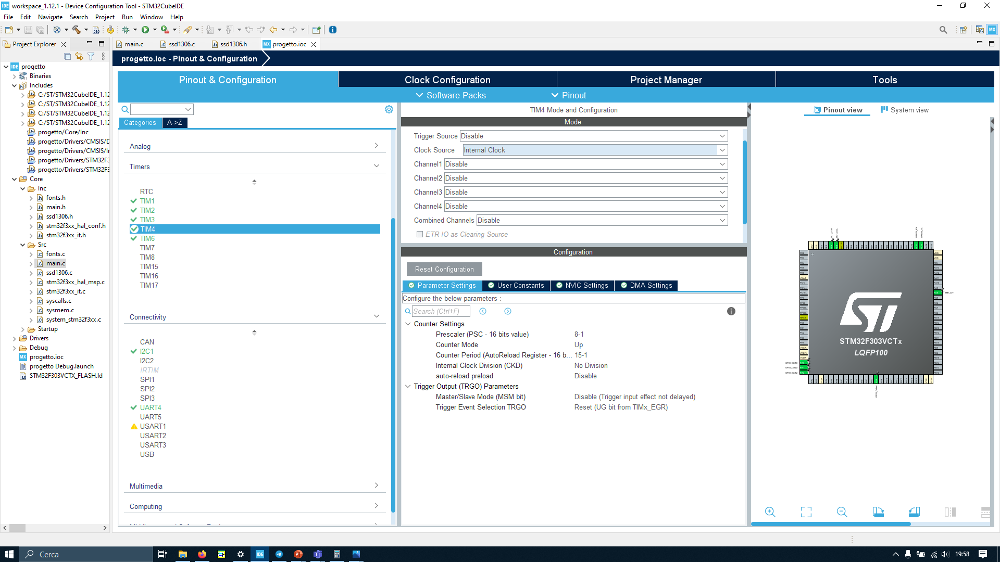 workspace_1.12.1 - Device Configuration Tool - STM32CubeIDE
File Edit Navigate Search Project Run Window Help
Project Explorer
main.c
ssd1306.c
ssd1306.h
progetto.ioc
progetto.ioc - Pinout & Configuration
Pinout & Configuration
Clock Configuration
Project Manager
Tools
Software Packs
Pinout
progetto
Binaries
Includes
C:/ST/STM32CubeIDE_1.12
C:/ST/STM32CubeIDE_1.12
C:/ST/STM32CubeIDE_1.12
C:/ST/STM32CubeIDE_1.12
progetto/Core/Inc
progetto/Drivers/CMSIS/D
progetto/Drivers/CMSIS/I
progetto/Drivers/STM32F3
progetto/Drivers/STM32F3
Core
Inc
fonts.h
main.h
ssd1306.h
stm32f3xx_hal_conf.h
stm32f3xx_it.h
Src
fonts.c
main.c
ssd1306.c
stm32f3xx_hal_msp.c
stm32f3xx_it.c
syscalls.c
sysmem.c
system_stm32f3xx.c
Startup
Drivers
Debug
progetto.ioc
progetto Debug.launch
STM32F303VCTX_FLASH.ld
Categories
A->Z
Analog
Timers
RTC
TIM1
TIM2
TIM3
TIM4
TIM6
TIM7
TIM8
TIM15
TIM16
TIM17
Connectivity
CAN
I2C1
I2C2
IRTIM
SPI1
SPI2
SPI3
UART4
UART5
USART1
USART2
USART3
USB
Multimedia
Computing
TIM4 Mode and Configuration
Mode
Trigger Source Disable
Clock Source Internal Clock
Channel1 Disable
Channel2 Disable
Channel3 Disable
Channel4 Disable
Combined Channels Disable
ETR IO as Clearing Source
Configuration
Reset Configuration
Parameter Settings
User Constants
NVIC Settings
DMA Settings
Configure the below parameters :
Search (Ctrl+F)
Counter Settings
Prescaler (PSC - 16 bits value) 8-1
Counter Mode Up
Counter Period (AutoReload Register - 16 b... 15-1
Internal Clock Division (CKD) No Division
auto-reload preload Disable
Trigger Output (TRGO) Parameters
Master/Slave Mode (MSM bit) Disable (Trigger input effect not delayed)
Trigger Event Selection TRGO Reset (UG bit from TIMx_EGR)
Pinout view
System view
STM32F303VCTx
LQFP100
Cerca
19:58